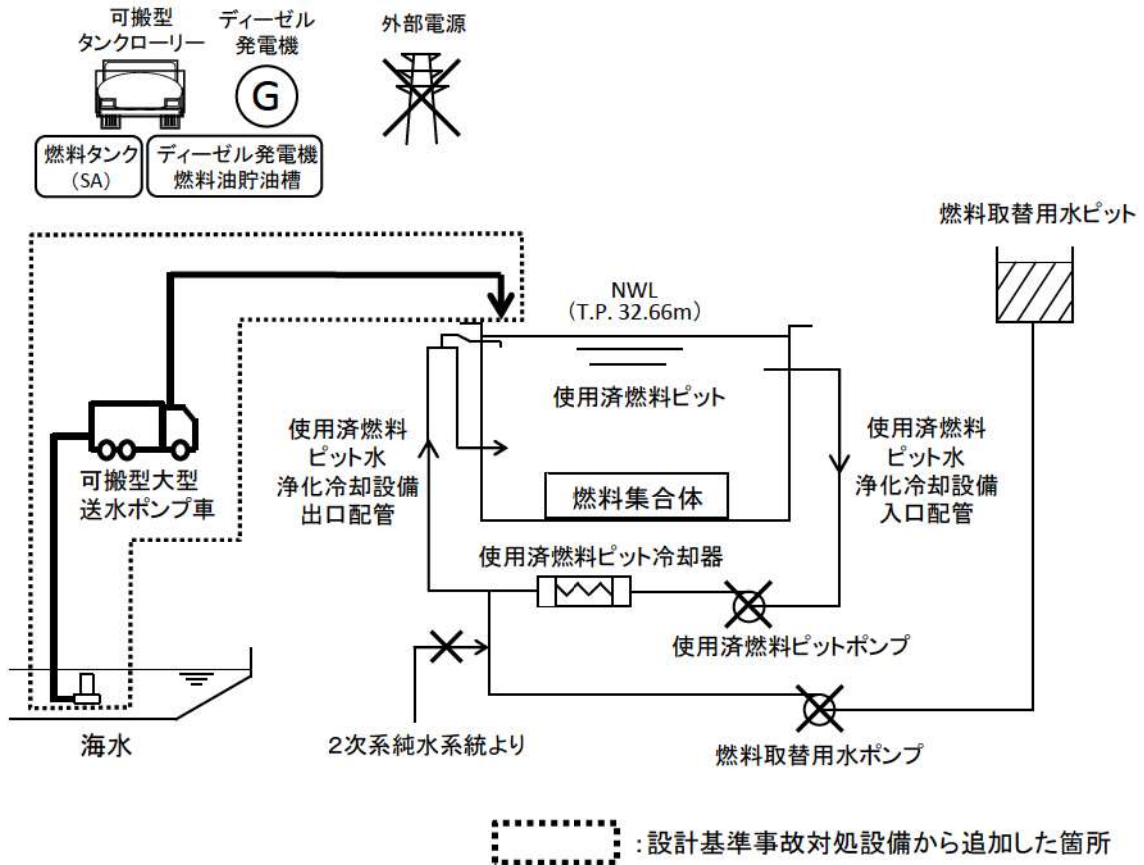 可搬型
タンクローリー
ディーゼル
発電機
外部電源
G
燃料タンク
(SA)
ディーゼル発電機
燃料油貯油槽
燃料取替用水ピット
NWL
(T.P. 32.66m)
使用済燃料ピット
使用済燃料
ピット水
浄化冷却設備
出口配管
使用済燃料
ピット水
浄化冷却設備
入口配管
可搬型大型
送水ポンプ車
燃料集合体
使用済燃料ピット冷却器
使用済燃料ピットポンプ
海水
2次系純水系統より
燃料取替用水ポンプ
:設計基準事故対処設備から追加した箇所